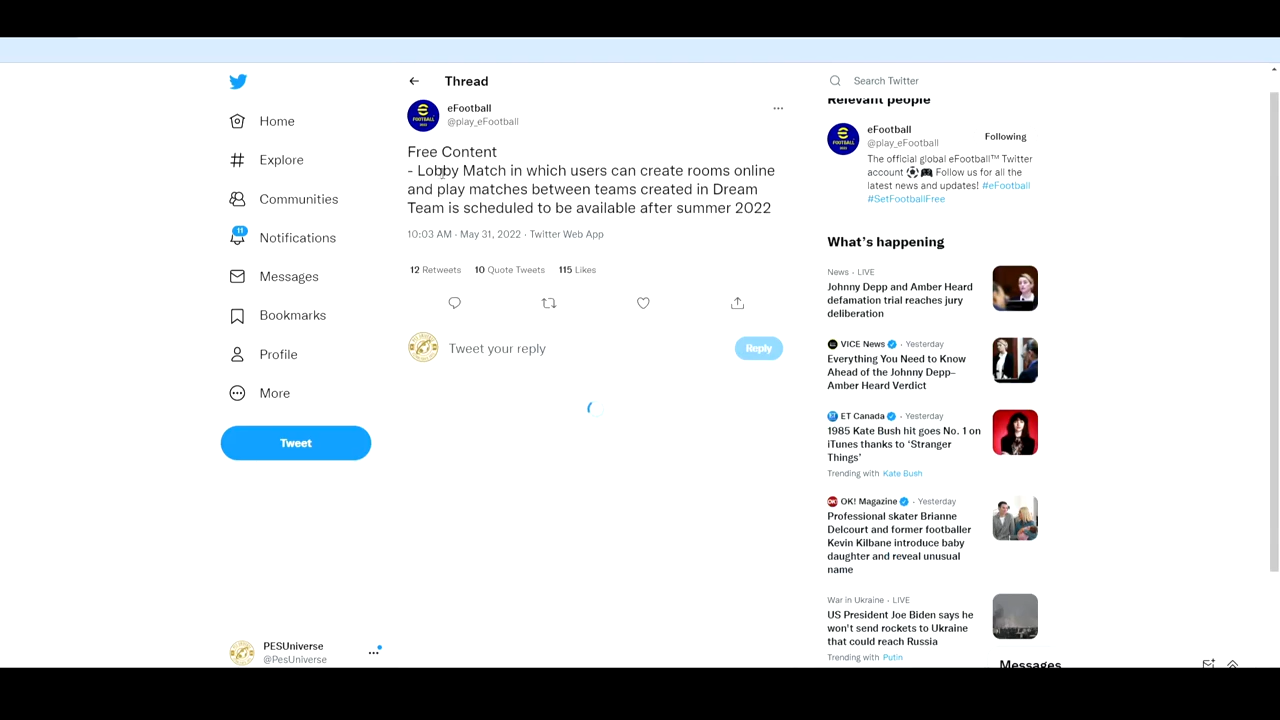 Home
Explore
Communities
11
Notifications
Messages
Bookmarks
Profile
More
Tweet
PESUniverse
@PesUniverse
Thread
eFootball
@play_eFootball
Free Content
- Lobby Match in which users can create rooms online
and play matches between teams created in Dream
Team is scheduled to be available after summer 2022
10:03 AM · May 31, 2022 · Twitter Web App
12 Retweets 10 Quote Tweets 115 Likes
Tweet your reply
Reply
Search Twitter
Relevant people
eFootball
@play_eFootball
Following
The official global eFootball™ Twitter
account ⚽🎮 Follow us for all the
latest news and updates! #eFootball
#SetFootballFree
What's happening
News · LIVE
Johnny Depp and Amber Heard
defamation trial reaches jury
deliberation
VICE News · Yesterday
Everything You Need to Know
Ahead of the Johnny Depp–
Amber Heard Verdict
ET Canada · Yesterday
1985 Kate Bush hit goes No. 1 on
iTunes thanks to ‘Stranger
Things’
Trending with Kate Bush
OK! Magazine · Yesterday
Professional skater Brianne
Delcourt and former footballer
Kevin Kilbane introduce baby
daughter and reveal unusual
name
War in Ukraine · LIVE
US President Joe Biden says he
won't send rockets to Ukraine
that could reach Russia
Trending with Putin
Messages